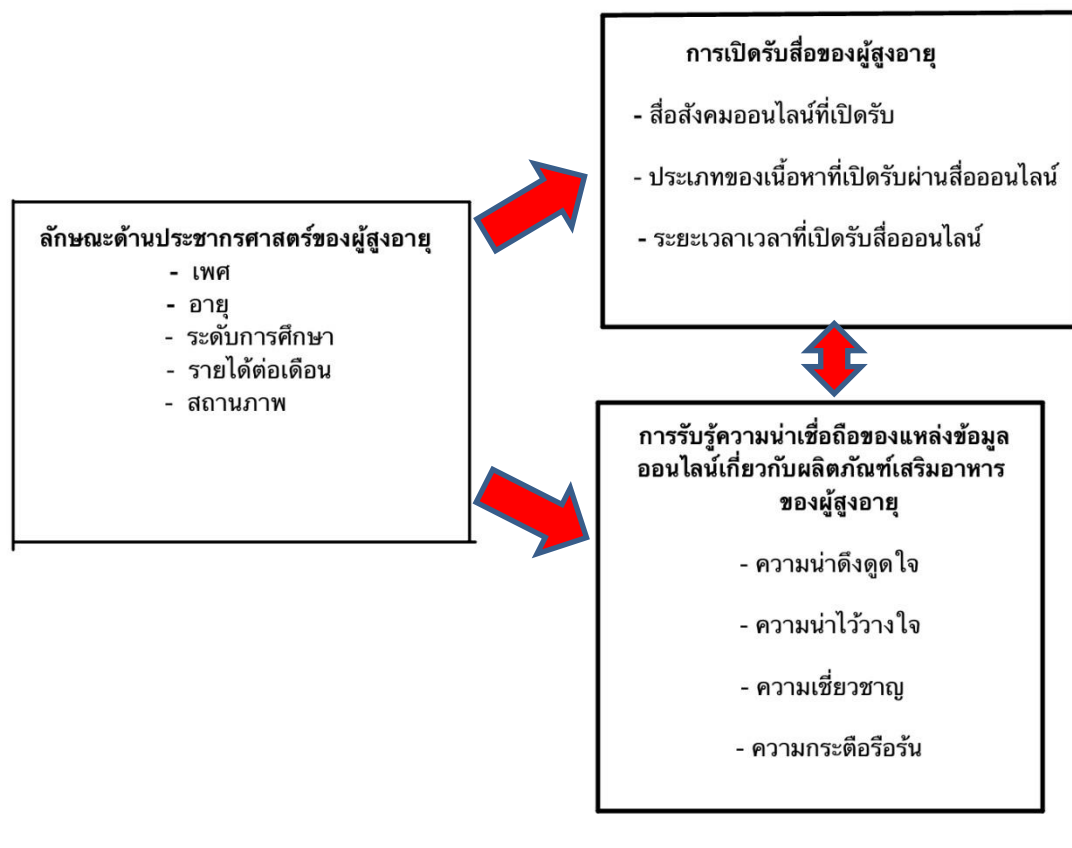 การเปิดรับสื่อของผู้สูงอายุ
- สื่อสังคมออนไลน์ที่เปิดรับ
- ประเภทของเนื้อหาที่เปิดรับผ่านสื่อออนไลน์
- ระยะเวลาเวลาที่เปิดรับสื่อออนไลน์
ลักษณะด้านประชากรศาสตร์ของผู้สูงอายุ
- เพศ
- อายุ
- ระดับการศึกษา
- รายได้ต่อเดือน
- สถานภาพ
การรับรู้ความน่าเชื่อถือของแหล่งข้อมูล
ออนไลน์เกี่ยวกับผลิตภัณฑ์เสริมอาหาร
ของผู้สูงอายุ
- ความน่าดึงดูดใจ
- ความน่าไว้วางใจ
- ความเชี่ยวชาญ
- ความกระตือรือร้น